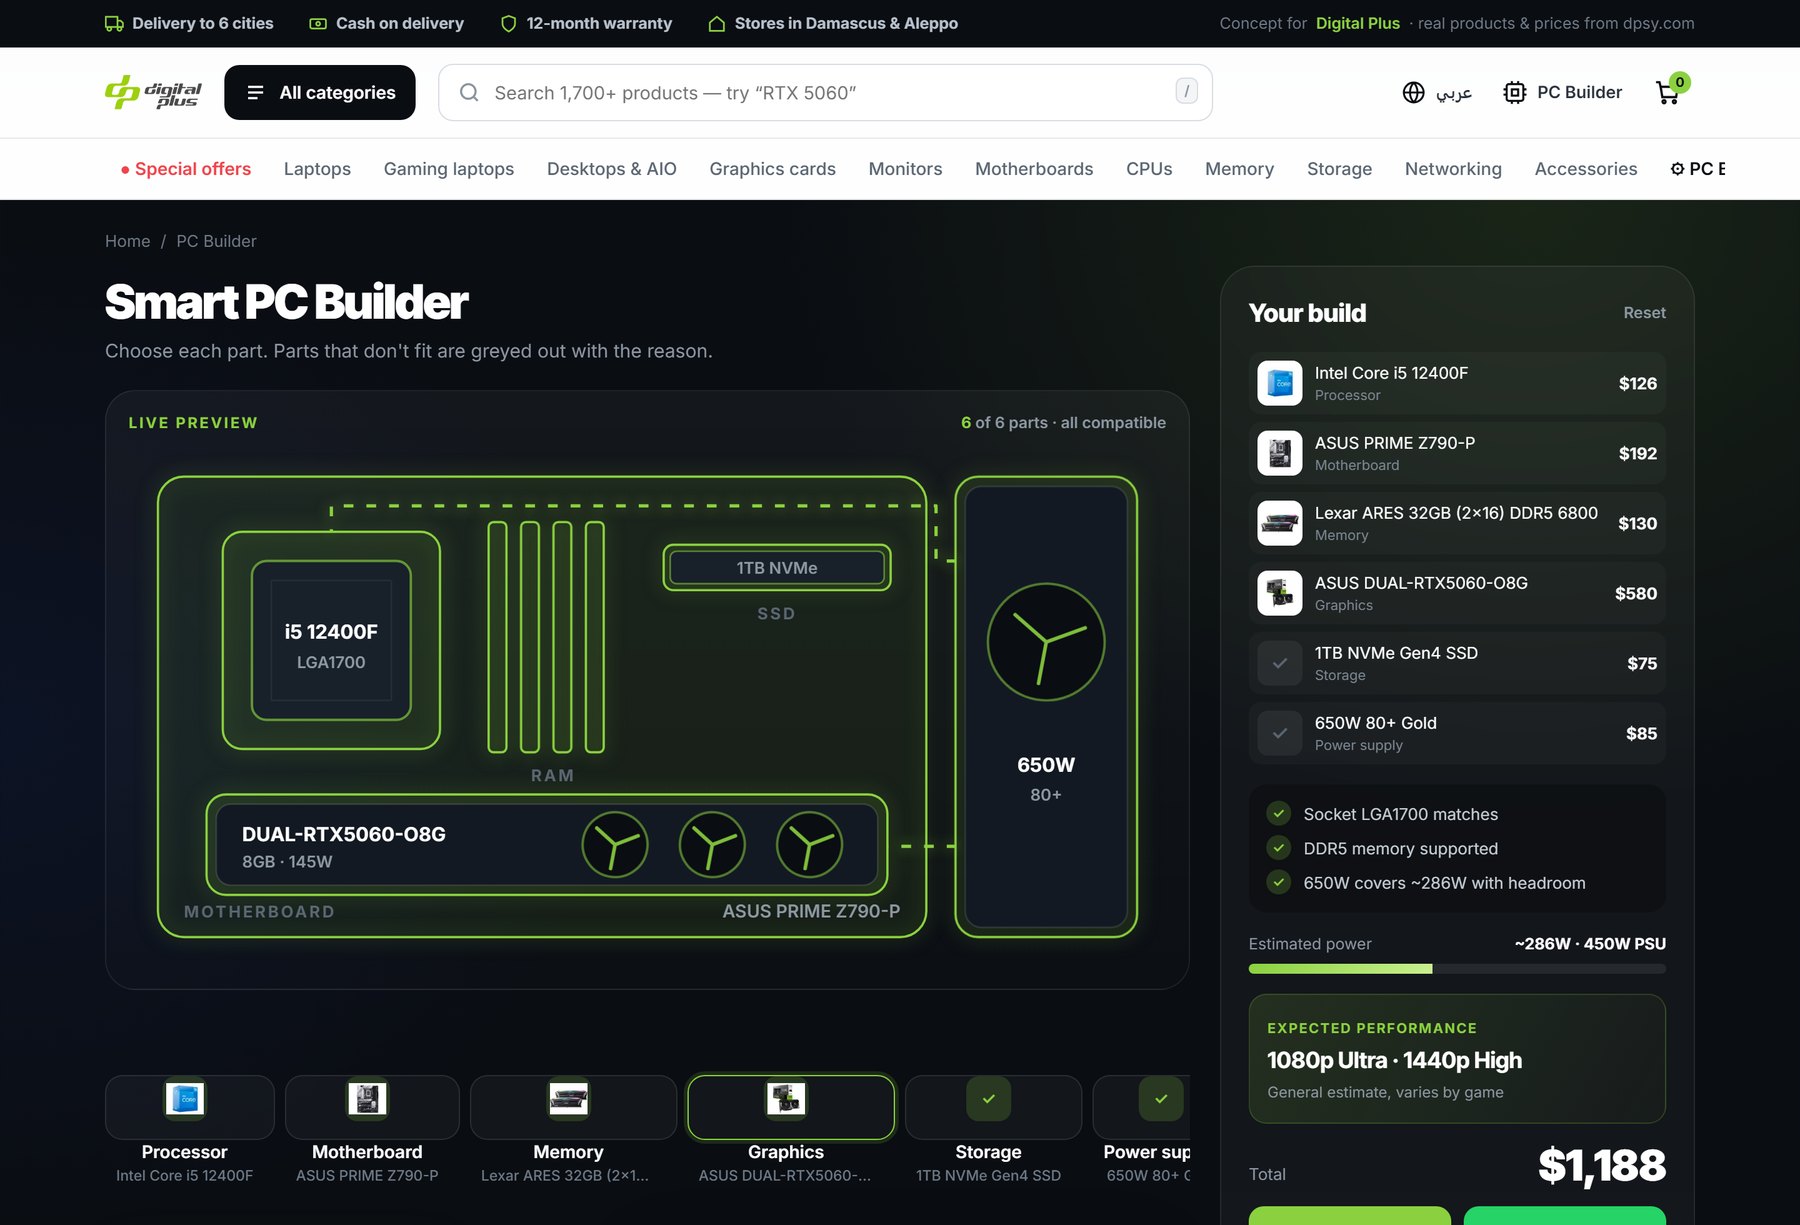 Delivery to 6 cities
Cash on delivery
12-month warranty
Stores in Damascus & Aleppo
Concept for Digital Plus · real products & prices from dpsy.com
digital plus
All categories
Search 1,700+ products — try “RTX 5060”
/
عربي
PC Builder
0
Special offers
Laptops
Gaming laptops
Desktops & AIO
Graphics cards
Monitors
Motherboards
CPUs
Memory
Storage
Networking
Accessories
PC
Home / PC Builder
Smart PC Builder
Choose each part. Parts that don't fit are greyed out with the reason.
LIVE PREVIEW
6 of 6 parts · all compatible
i5 12400F
LGA1700
RAM
1TB NVMe
SSD
650W
80+
DUAL-RTX5060-O8G
8GB · 145W
MOTHERBOARD
ASUS PRIME Z790-P
Processor
Intel Core i5 12400F
Motherboard
ASUS PRIME Z790-P
Memory
Lexar ARES 32GB (2×1...
Graphics
ASUS DUAL-RTX5060-...
Storage
1TB NVMe Gen4 SSD
Power sup
650W 80+
Your build
Reset
Intel Core i5 12400F
Processor
$126
ASUS PRIME Z790-P
Motherboard
$192
Lexar ARES 32GB (2×16) DDR5 6800
Memory
$130
ASUS DUAL-RTX5060-O8G
Graphics
$580
1TB NVMe Gen4 SSD
Storage
$75
650W 80+ Gold
Power supply
$85
Socket LGA1700 matches
DDR5 memory supported
650W covers ~286W with headroom
Estimated power
~286W · 450W PSU
EXPECTED PERFORMANCE
1080p Ultra · 1440p High
General estimate, varies by game
Total
$1,188